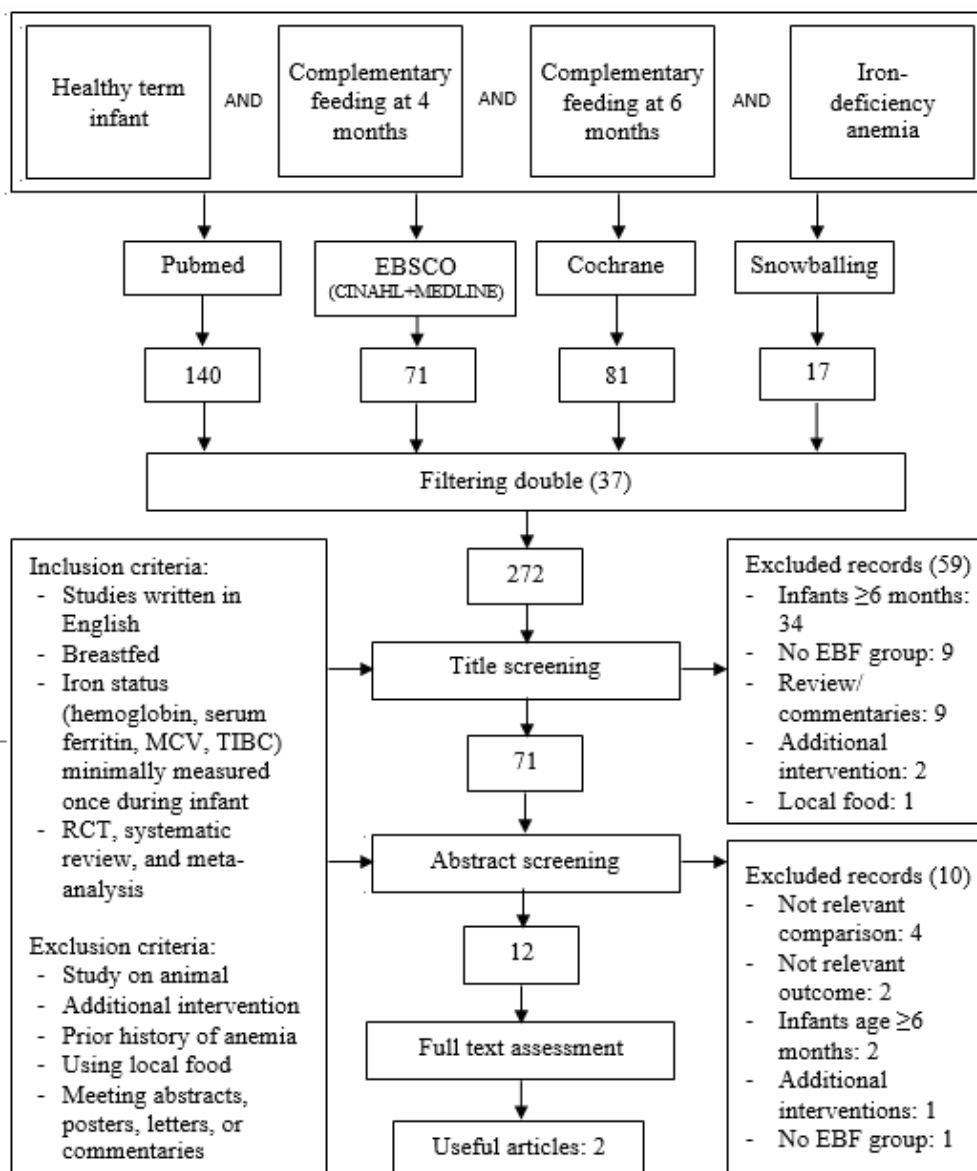 Healthy term
infant
AND
Complementary
feeding at 4
months
AND
Complementary
feeding at 6
months
AND
Iron-
deficiency
anemia
Pubmed
EBSCO
(CINAHL+MEDLINE)
Cochrane
Snowballing
140
71
81
17
Filtering double (37)
272
Inclusion criteria:
- Studies written in
English
- Breastfed
- Iron status
(hemoglobin, serum
ferritin, MCV, TIBC)
minimally measured
once during infant
- RCT, systematic
review, and meta-
analysis
Exclusion criteria:
- Study on animal
- Additional intervention
- Prior history of anemia
- Using local food
- Meeting abstracts,
posters, letters, or
commentaries
Title screening
Excluded records (59)
- Infants ≥6 months:
34
- No EBF group: 9
- Review/
commentaries: 9
- Additional
intervention: 2
- Local food: 1
71
Abstract screening
Excluded records (10)
- Not relevant
comparison: 4
- Not relevant
outcome: 2
- Infants age ≥6
months: 2
- Additional
interventions: 1
- No EBF group: 1
12
Full text assessment
Useful articles: 2